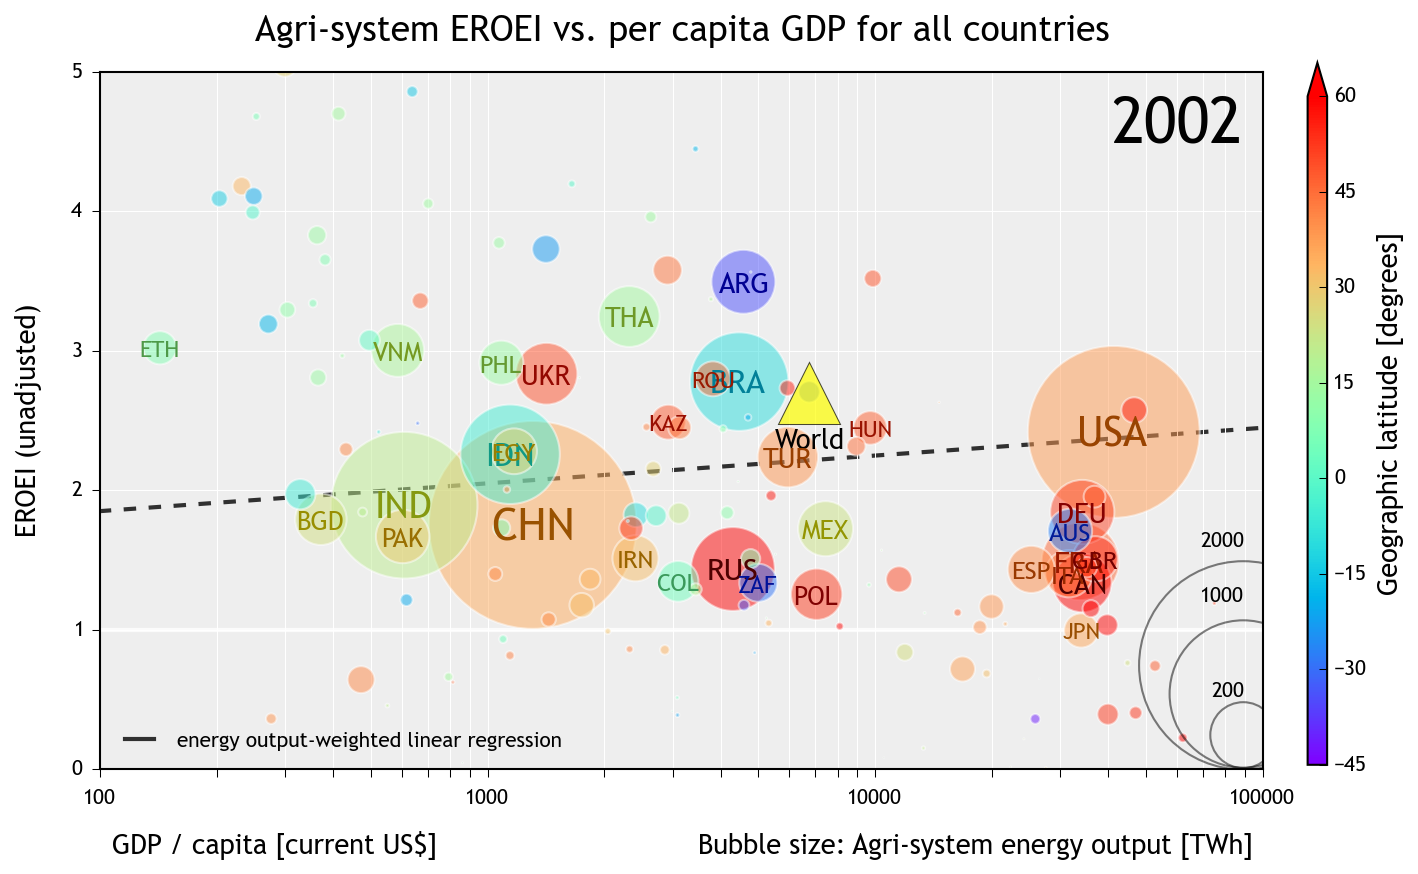 Agri-system EROEI vs. per capita GDP for all countries
2002
5
4
3
2
1
0
EROEI (unadjusted)
ETH
VNM
PHL
UKR
THA
ARG
ROU
BRA
KAZ
HUN
World
TUR
USA
EGY
IDN
IND
BGD
PAK
CHN
IRN
COL
RUS
ZAF
MEX
POL
ESP
DEU
AUS
FRA
GBR
ITA
CAN
JPN
2000
1000
200
energy output-weighted linear regression
100
1000
10000
100000
GDP / capita [current US$]
Bubble size: Agri-system energy output [TWh]
60
45
30
15
0
−15
−30
−45
Geographic latitude [degrees]